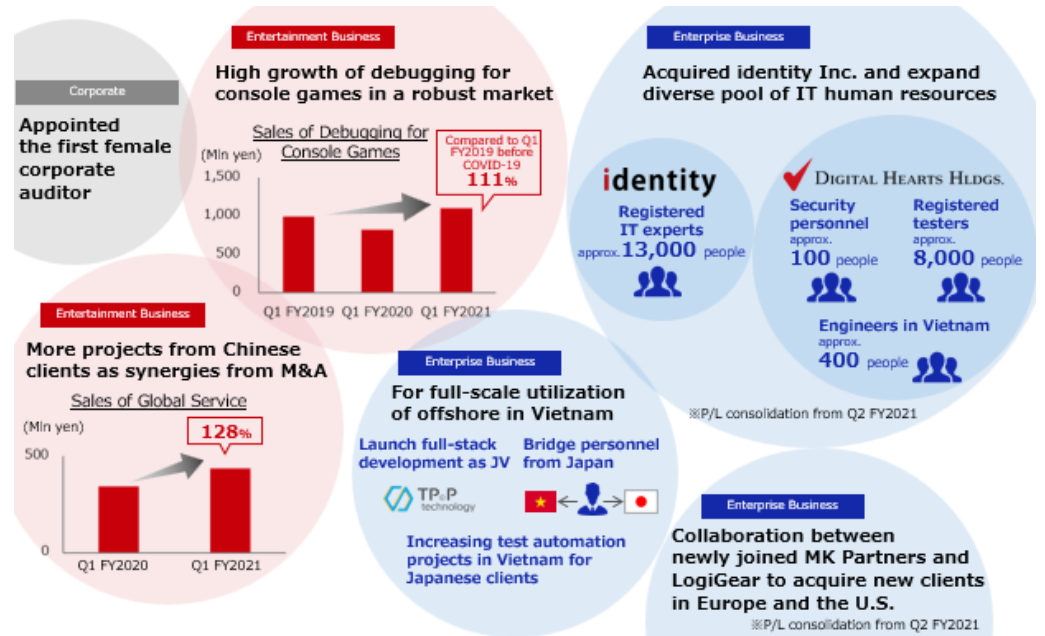 Corporate
Appointed
the first female
corporate
auditor
Entertainment Business
High growth of debugging for
console games in a robust market
Sales of Debugging for
Console Games
(Mln yen)
1,500
1,000
500
0
Q1 FY2019
Q1 FY2020
Q1 FY2021
Compared to Q1
FY2019 before
COVID-19
111%
Enterprise Business
Acquired identity Inc. and expand
diverse pool of IT human resources
identity
Registered
IT experts
approx. 13,000 people
DIGITAL HEARTS HLDGS.
Security
personnel
approx.
100 people
Registered
testers
approx.
8,000 people
Engineers in Vietnam
approx.
400 people
※P/L consolidation from Q2 FY2021
Entertainment Business
More projects from Chinese
clients as synergies from M&A
Sales of Global Service
(Mln yen)
500
0
128%
Q1 FY2020
Q1 FY2021
Enterprise Business
For full-scale utilization
of offshore in Vietnam
Launch full-stack
development as JV
TP&P
technology
Bridge personnel
from Japan
Increasing test automation
projects in Vietnam for
Japanese clients
Enterprise Business
Collaboration between
newly joined MK Partners and
LogiGear to acquire new clients
in Europe and the U.S.
※P/L consolidation from Q2 FY2021